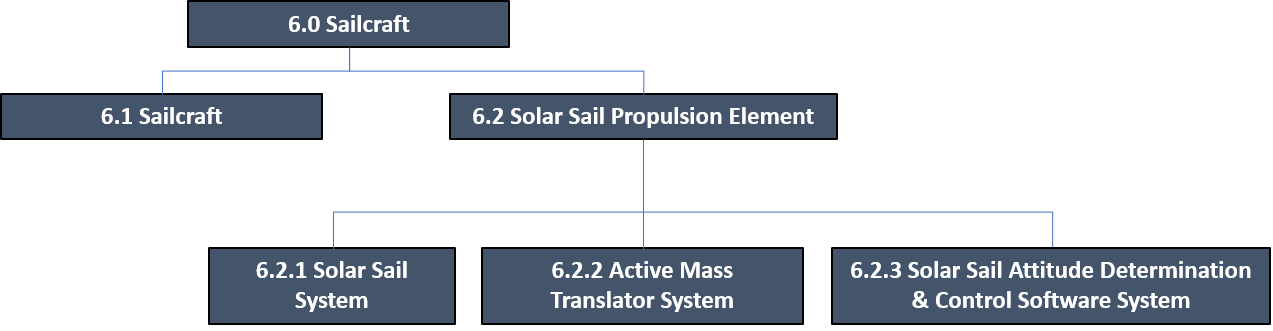 6.0 Sailcraft
6.1 Sailcraft
6.2 Solar Sail Propulsion Element
6.2.1 Solar Sail
System
6.2.2 Active Mass
Translator System
6.2.3 Solar Sail Attitude Determination
& Control Software System